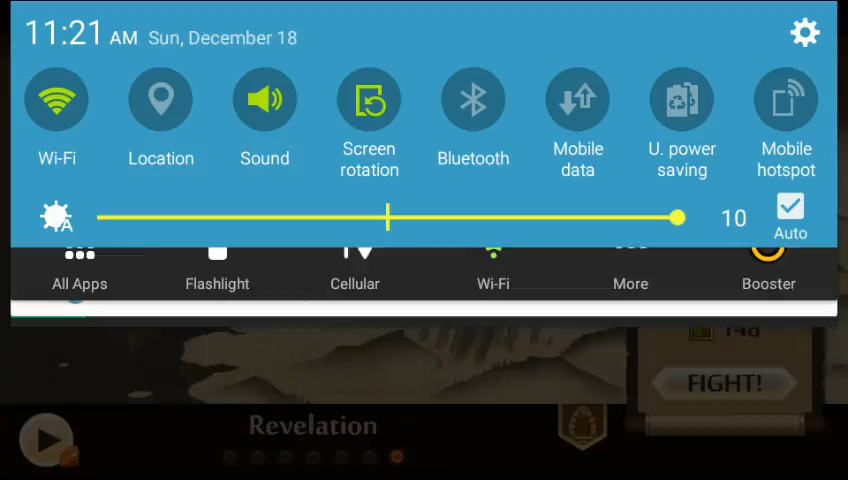 11:21 AM Sun, December 18
Wi-Fi
Location
Sound
Screen rotation
Bluetooth
Mobile data
U. power saving
Mobile hotspot
A
10
Auto
All Apps
Flashlight
Cellular
Wi-Fi
More
Booster
FIGHT!
Revelation